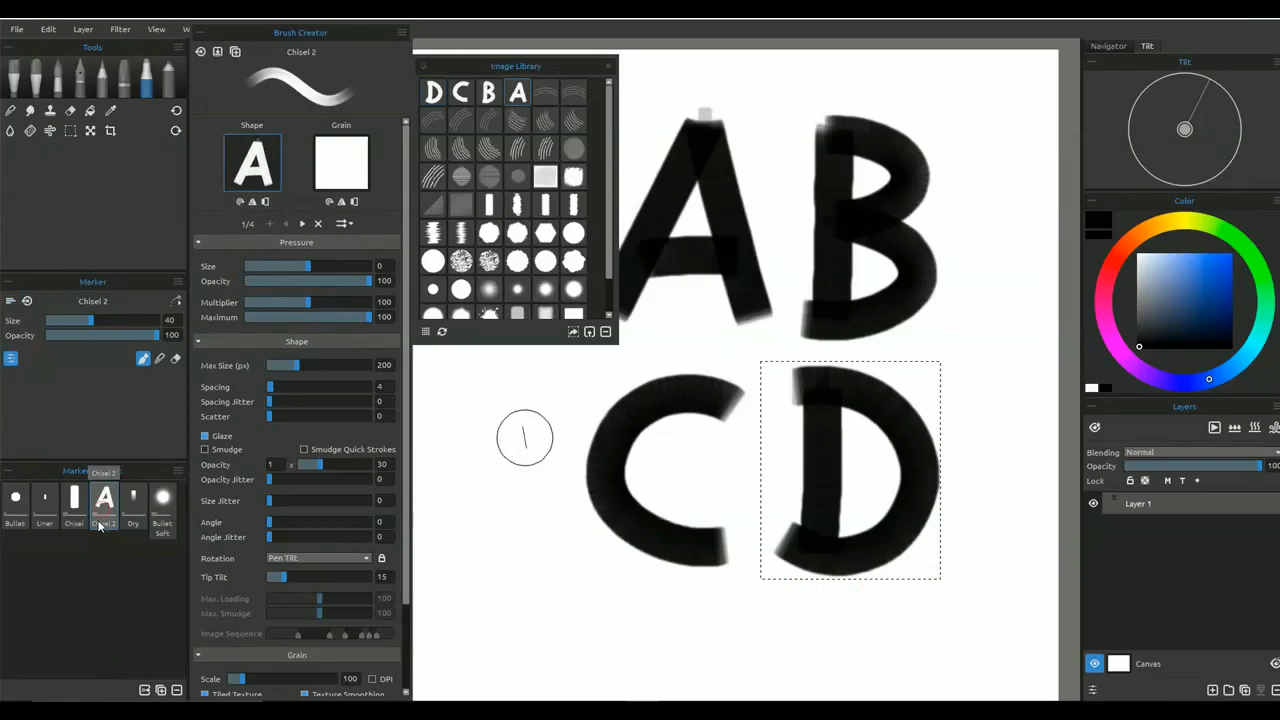 File Edit Layer Filter View W
Tools
Marker
Chisel 2
Size 40
Opacity 100
Marker
Chisel 2
Bullet Liner Chisel Chisel 2 Dry Bullet Soft
Brush Creator
Chisel 2
Shape Grain
A
1/4
Pressure
Size 0
Opacity 100
Multiplier 100
Maximum 100
Shape
Max Size (px) 200
Spacing 4
Spacing Jitter 0
Scatter 0
Glaze
Smudge Smudge Quick Strokes
Opacity 1 x 30
Opacity Jitter 0
Size Jitter 0
Angle 0
Angle Jitter 0
Rotation Pen Tilt
Tip Tilt 15
Max. Loading 100
Max. Smudge 100
Image Sequence
Grain
Scale 100 DPI
Tiled Texture Texture Smoothing
Image Library
D C B A
A B
C D
Navigator Tilt
Tilt
Color
Layers
Blending Normal
Opacity 100
Lock M T
Layer 1
Canvas